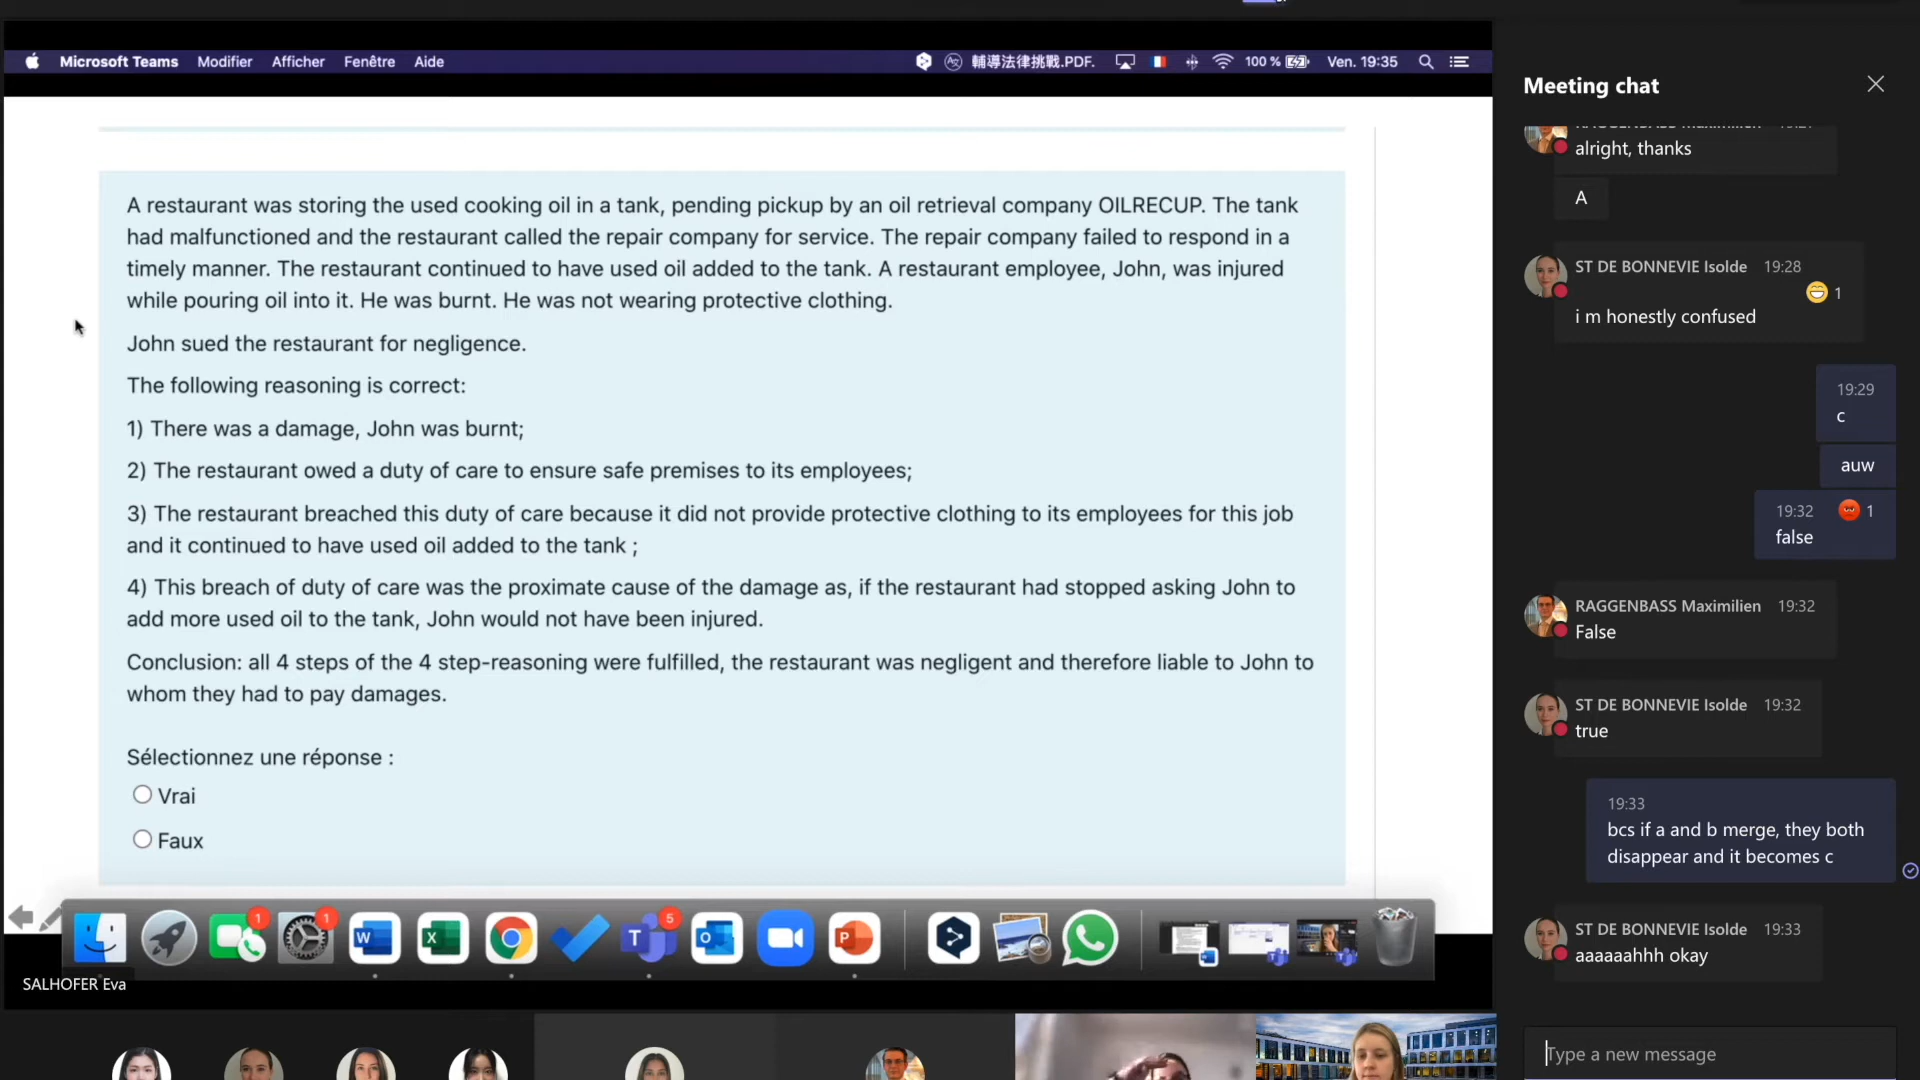 Microsoft Teams Modifier Afficher Fenêtre Aide
輔導法律挑戰.PDF. 100 % Ven. 19:35
A restaurant was storing the used cooking oil in a tank, pending pickup by an oil retrieval company OILRECUP. The tank
had malfunctioned and the restaurant called the repair company for service. The repair company failed to respond in a
timely manner. The restaurant continued to have used oil added to the tank. A restaurant employee, John, was injured
while pouring oil into it. He was burnt. He was not wearing protective clothing.
John sued the restaurant for negligence.
The following reasoning is correct:
1) There was a damage, John was burnt;
2) The restaurant owed a duty of care to ensure safe premises to its employees;
3) The restaurant breached this duty of care because it did not provide protective clothing to its employees for this job
and it continued to have used oil added to the tank ;
4) This breach of duty of care was the proximate cause of the damage as, if the restaurant had stopped asking John to
add more used oil to the tank, John would not have been injured.
Conclusion: all 4 steps of the 4 step-reasoning were fulfilled, the restaurant was negligent and therefore liable to John to
whom they had to pay damages.
Sélectionnez une réponse :
Vrai
Faux
1
1
5
SALHOFER Eva
Meeting chat
alright, thanks
A
ST DE BONNEVIE Isolde 19:28
1
i m honestly confused
19:29
c
auw
19:32 1
false
RAGGENBASS Maximilien 19:32
False
ST DE BONNEVIE Isolde 19:32
true
19:33
bcs if a and b merge, they both
disappear and it becomes c
ST DE BONNEVIE Isolde 19:33
aaaaaahhh okay
Type a new message